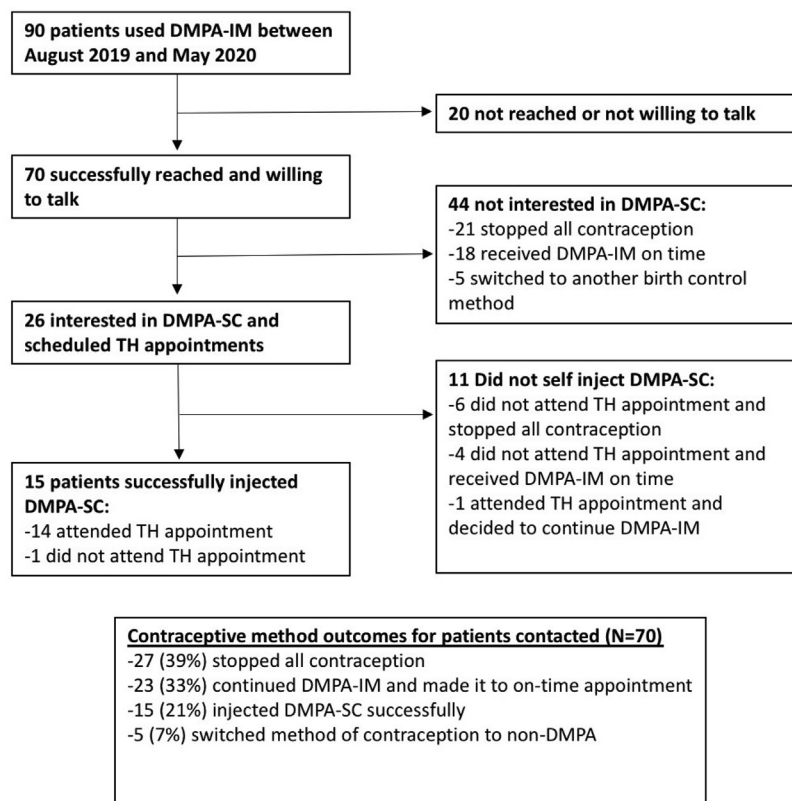 90 patients used DMPA-IM between
August 2019 and May 2020
20 not reached or not willing to talk
70 successfully reached and willing
to talk
44 not interested in DMPA-SC:
-21 stopped all contraception
-18 received DMPA-IM on time
-5 switched to another birth control
method
26 interested in DMPA-SC and
scheduled TH appointments
11 Did not self inject DMPA-SC:
-6 did not attend TH appointment and
stopped all contraception
-4 did not attend TH appointment and
received DMPA-IM on time
-1 attended TH appointment and
decided to continue DMPA-IM
15 patients successfully injected
DMPA-SC:
-14 attended TH appointment
-1 did not attend TH appointment
Contraceptive method outcomes for patients contacted (N=70)
-27 (39%) stopped all contraception
-23 (33%) continued DMPA-IM and made it to on-time appointment
-15 (21%) injected DMPA-SC successfully
-5 (7%) switched method of contraception to non-DMPA